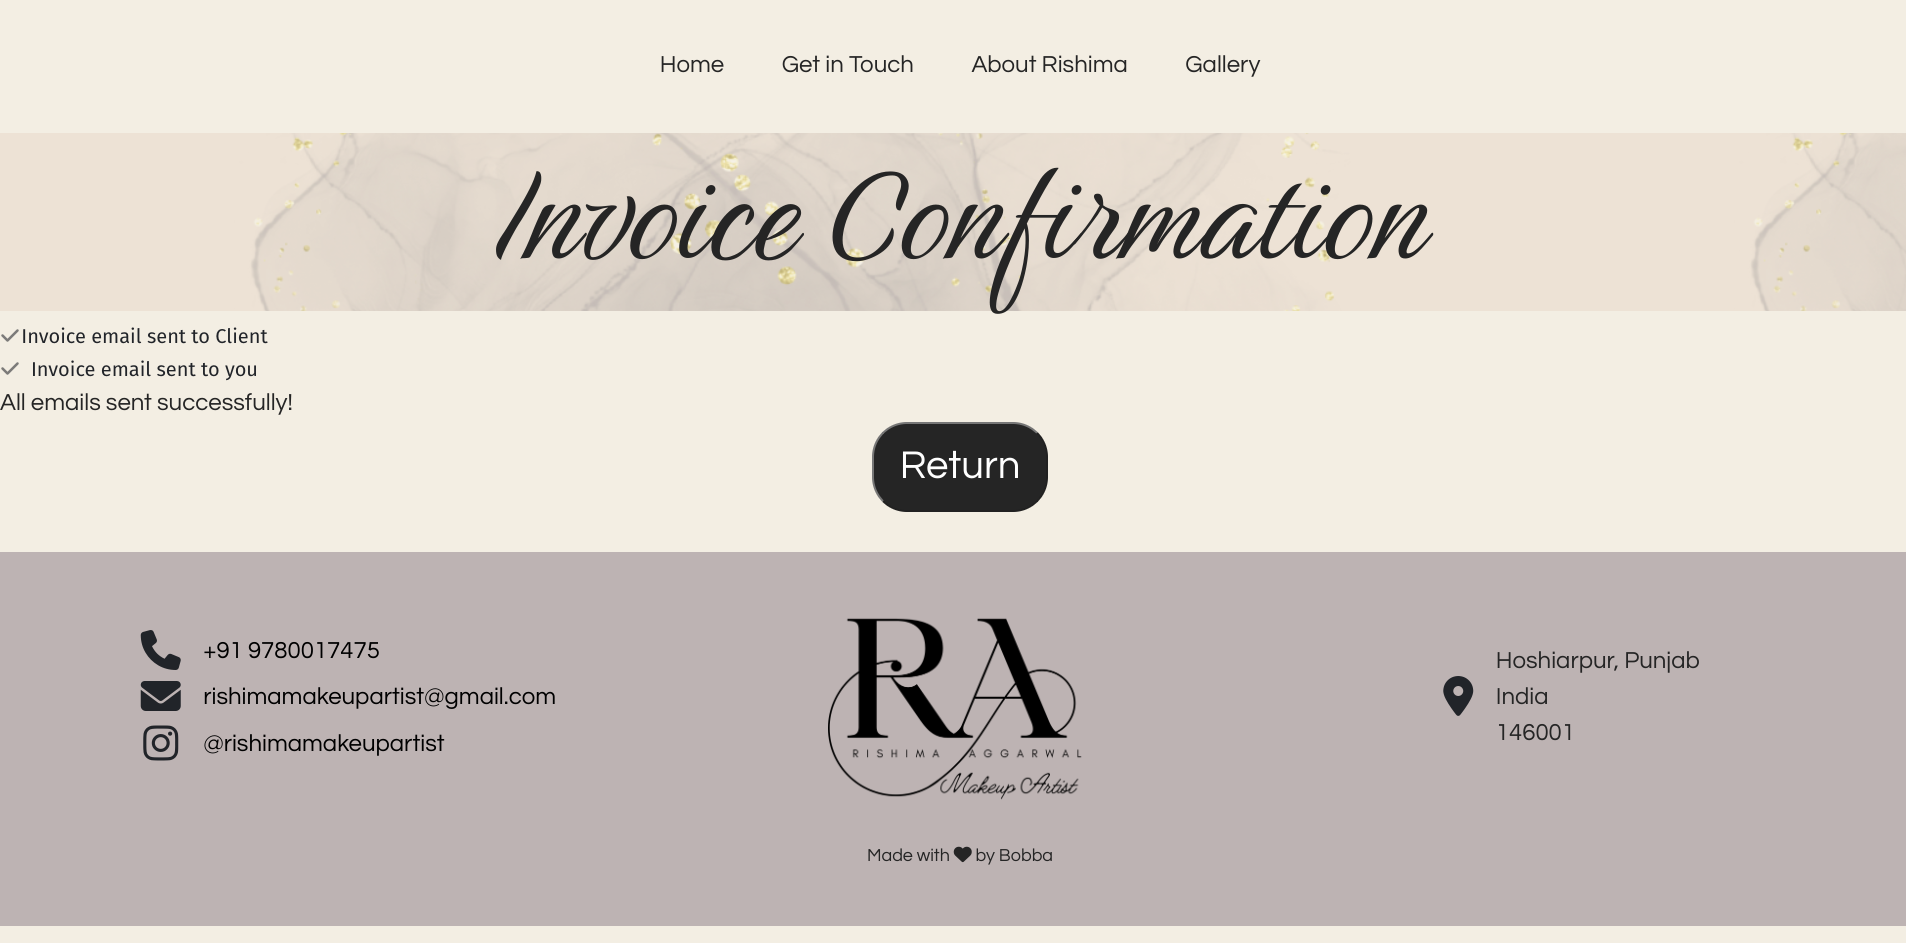 Home Get in Touch About Rishima Gallery
Invoice Confirmation
Invoice email sent to Client
Invoice email sent to you
All emails sent successfully!
Return
+91 9780017475
rishimamakeupartist@gmail.com
@rishimamakeupartist
RA
RISHIMA AGGARWAL
Makeup Artist
Made with by Bobba
Hoshiarpur, Punjab
India
146001